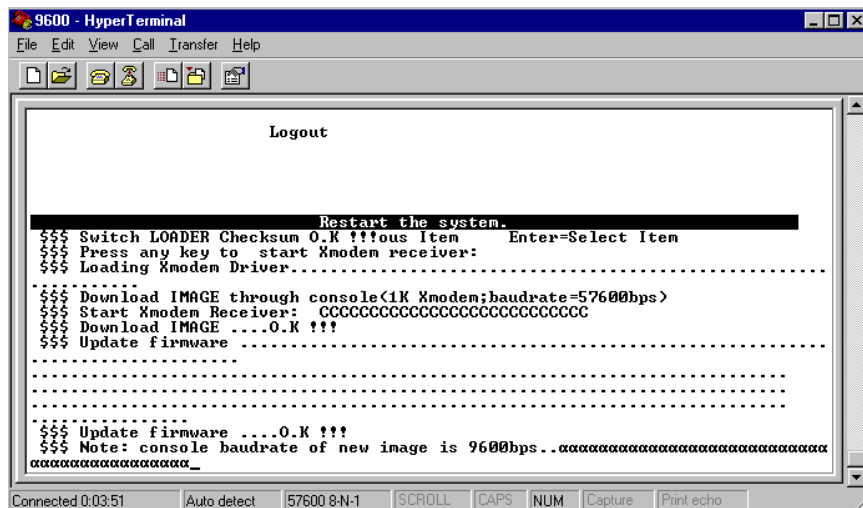 9600 - HyperTerminal
File Edit View Call Transfer Help
Logout
Restart the system.
$$$ Switch LOADER Checksum O.K !!!ous Item     Enter=Select Item
$$$ Press any key to  start Xmodem receiver:
$$$ Loading Xmodem Driver......................................................
...........
$$$ Download IMAGE through console(1K Xmodem;baudrate=57600bps)
$$$ Start Xmodem Receiver:  CCCCCCCCCCCCCCCCCCCCCCCCCCC
$$$ Download IMAGE ....O.K !!!
$$$ Update firmware ...........................................................
.....................
............................................................................
............................................................................
............................................................................
................
$$$ Update firmware ....O.K !!!
$$$ Note: console baudrate of new image is 9600bps..ααααααααααααααααααααααααααα
αααααααααααααααα_
Connected 0:03:51 Auto detect 57600 8-N-1 SCROLL CAPS NUM Capture Print echo